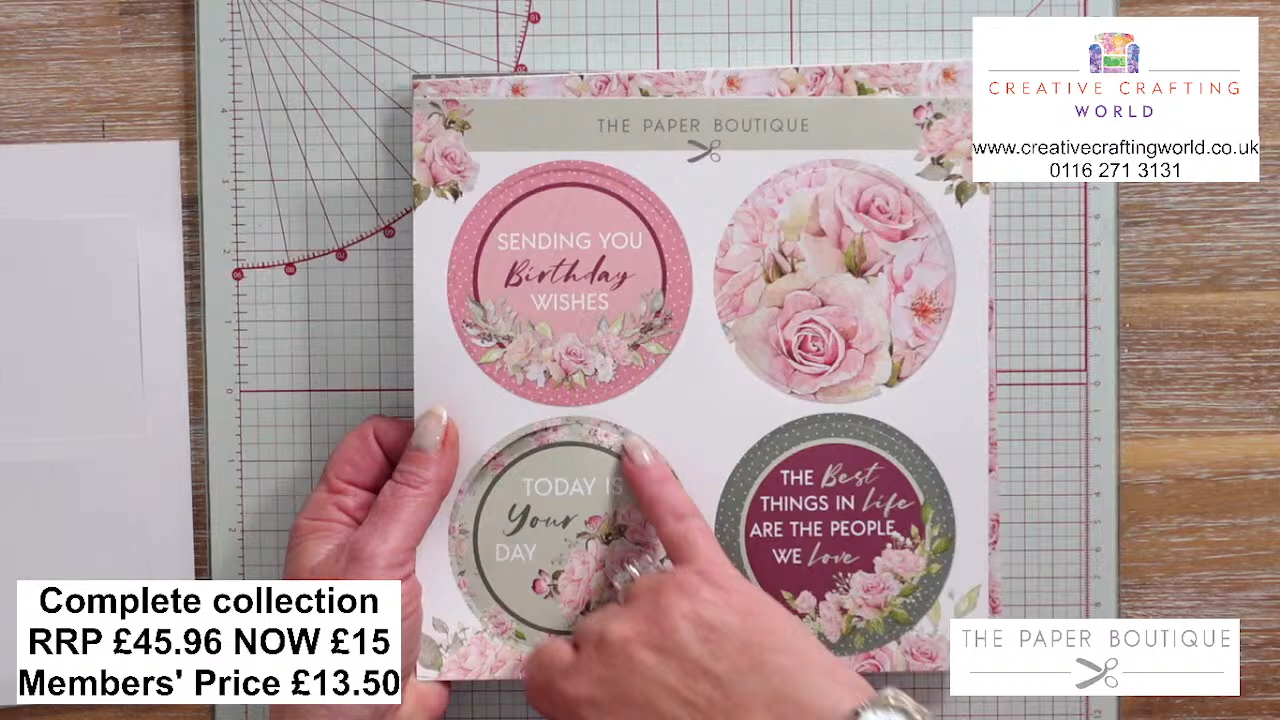 CREATIVE CRAFTING
WORLD
www.creativecraftingworld.co.uk
0116 271 3131
THE PAPER BOUTIQUE
SENDING YOU
Birthday
WISHES
TODAY IS
Your
DAY
THE Best
THINGS IN Life
ARE THE PEOPLE
WE Love
Complete collection
RRP £45.96 NOW £15
Members' Price £13.50
THE PAPER BOUTIQUE